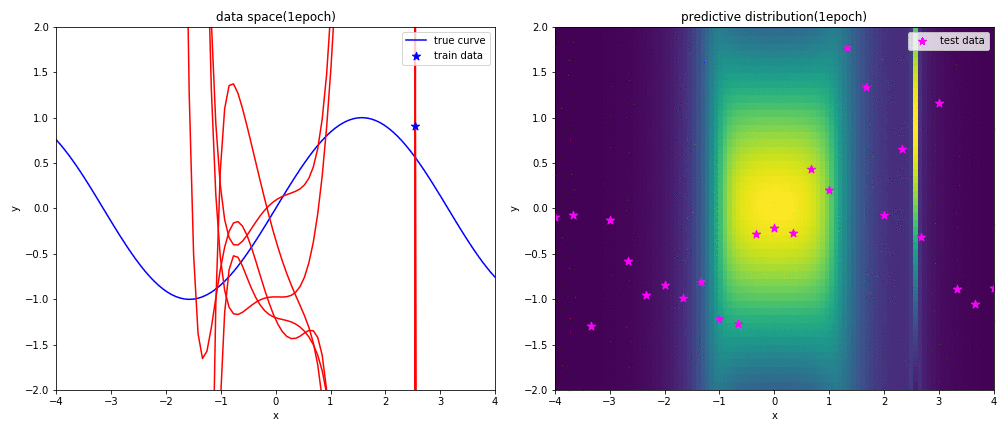 data space(1epoch)
true curve
train data
y
2.0
1.5
1.0
0.5
0.0
−0.5
−1.0
−1.5
−2.0
−4 −3 −2 −1 0 1 2 3 4
x
predictive distribution(1epoch)
test data
y
2.0
1.5
1.0
0.5
0.0
−0.5
−1.0
−1.5
−2.0
−4 −3 −2 −1 0 1 2 3 4
x